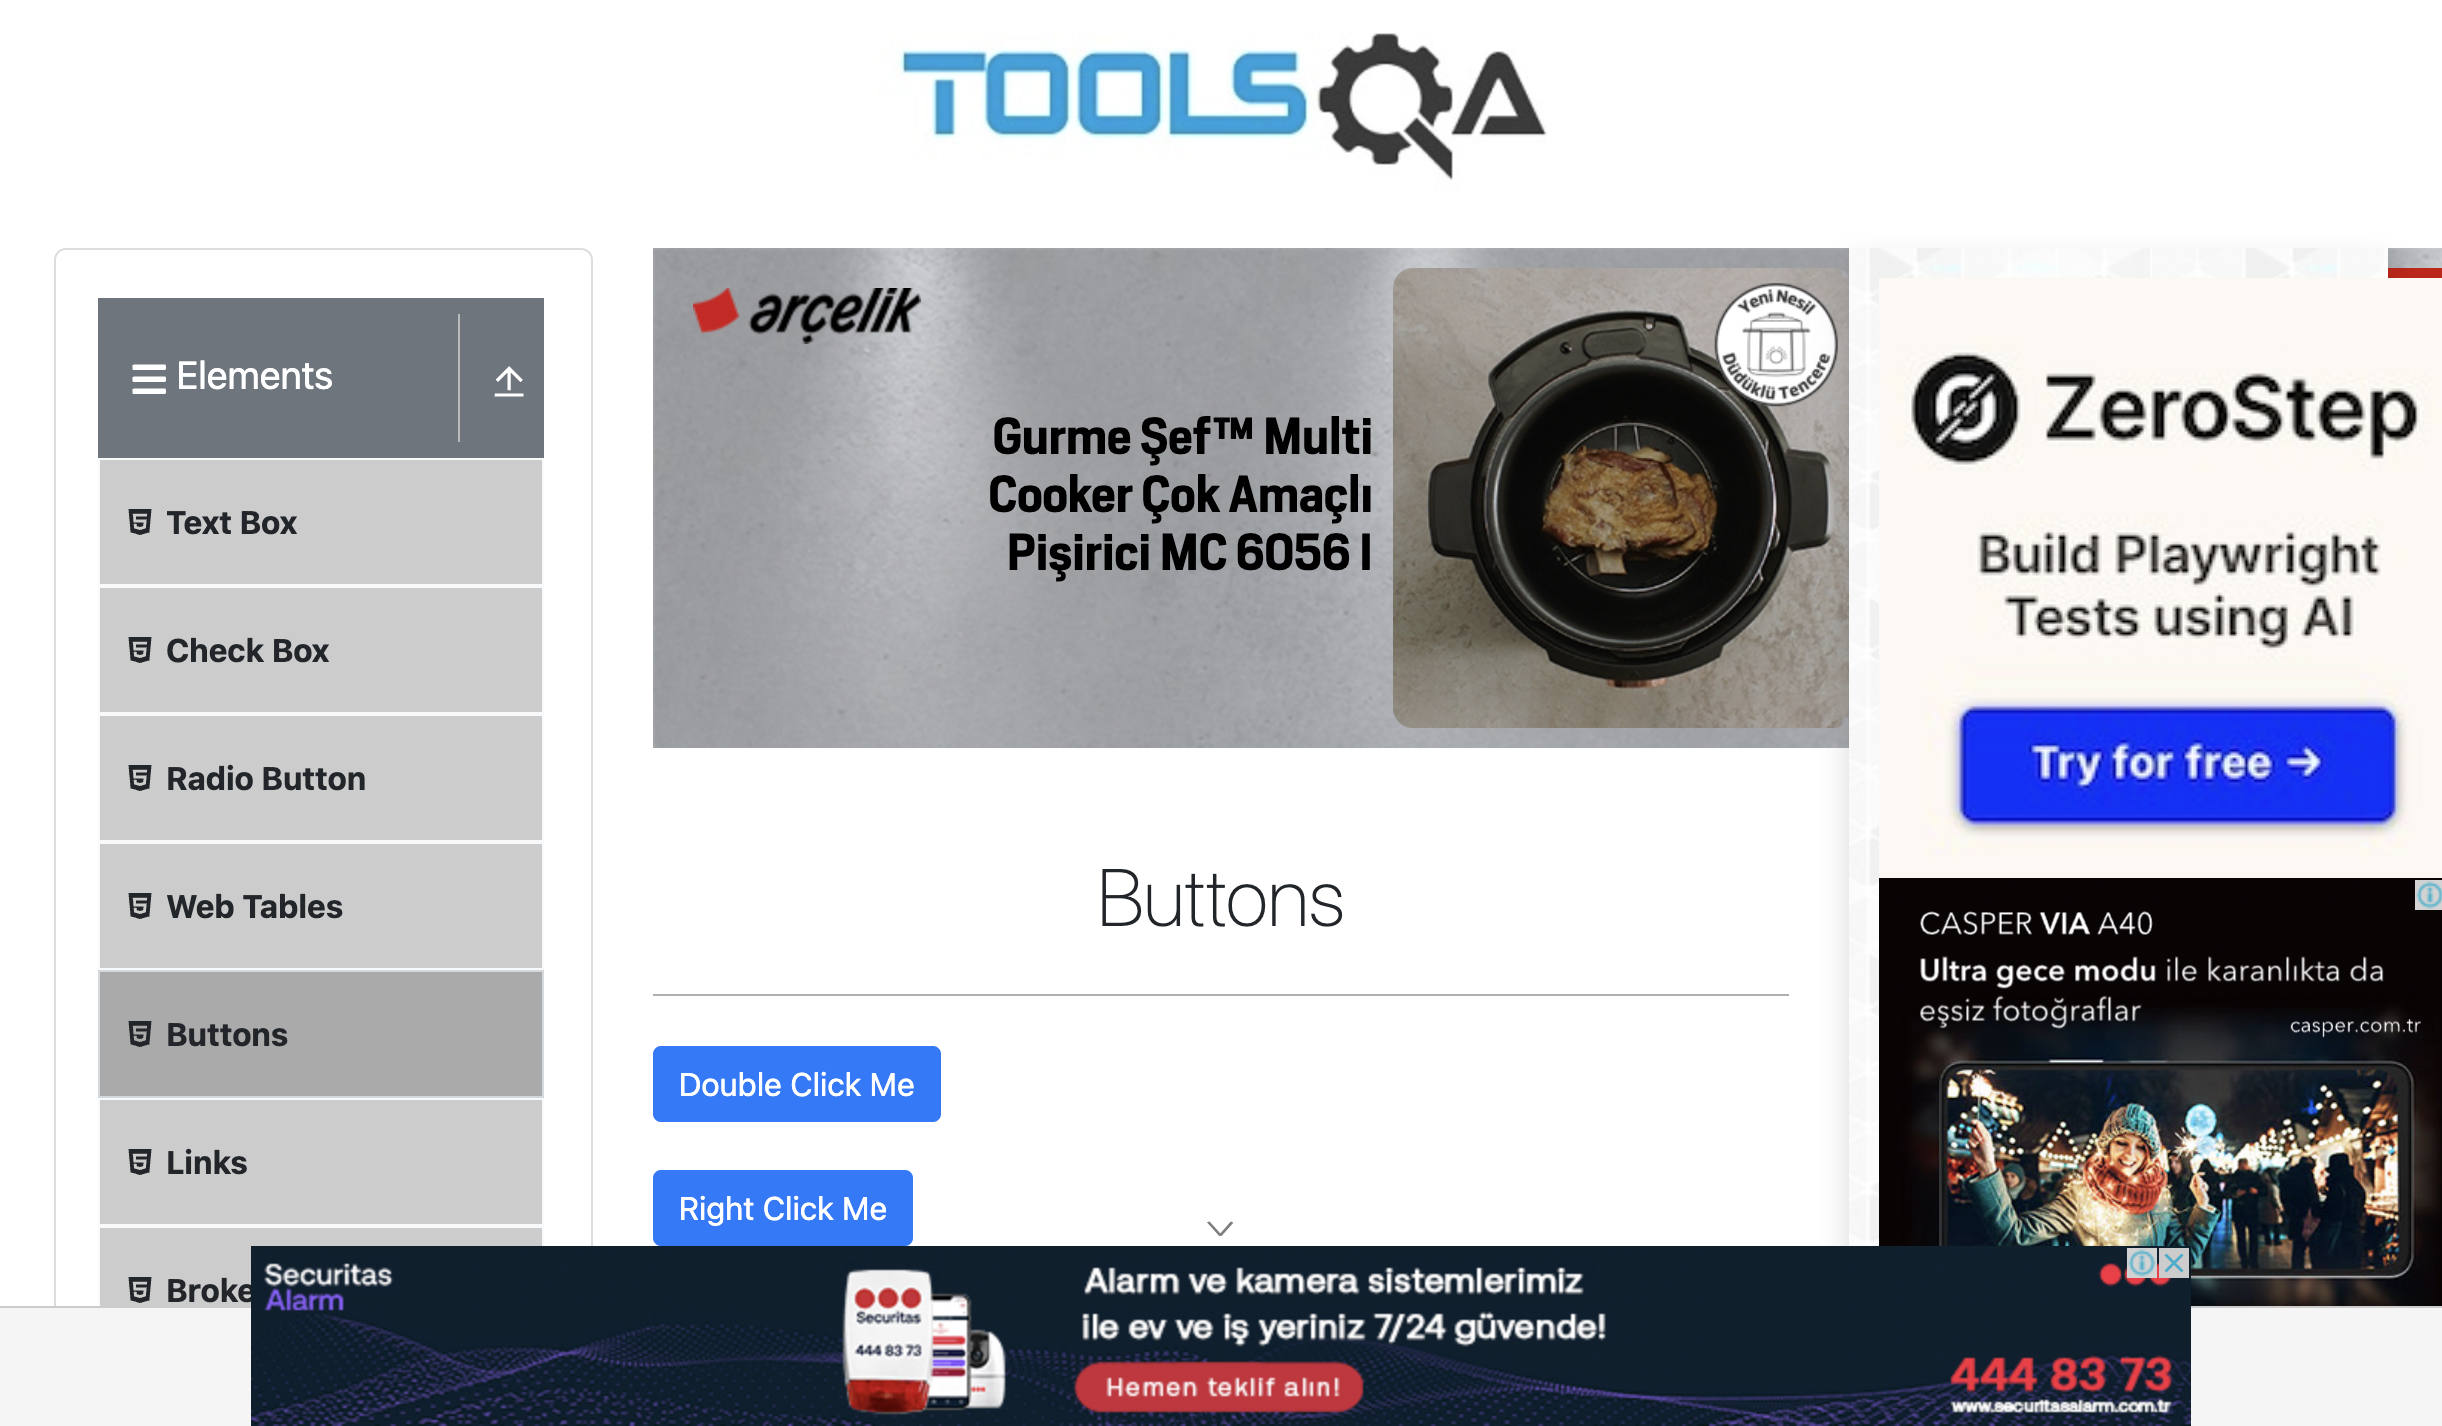 TOOLSQA
Elements
Text Box
Check Box
Radio Button
Web Tables
Buttons
Links
Broke
arçelik
Gurme Şef™ Multi
Cooker Çok Amaçlı
Pişirici MC 6056 I
Yeni Nesil
Düdüklü Tencere
Buttons
Double Click Me
Right Click Me
ZeroStep
Build Playwright
Tests using AI
Try for free →
CASPER VIA A40
Ultra gece modu ile karanlıkta da
eşsiz fotoğraflar
casper.com.tr
Securitas
Alarm
Securitas
444 83 73
Alarm ve kamera sistemlerimiz
ile ev ve iş yeriniz 7/24 güvende!
Hemen teklif alın!
444 83 73
www.securitasalarm.com.tr